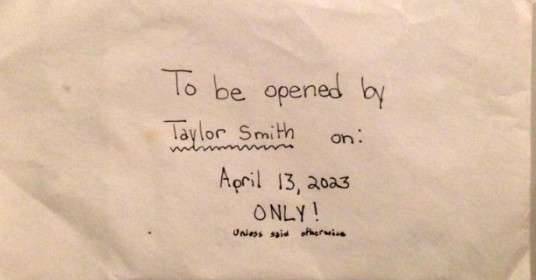 To be opened by
Taylor Smith on:
April 13, 2023
ONLY!
Unless said otherwise